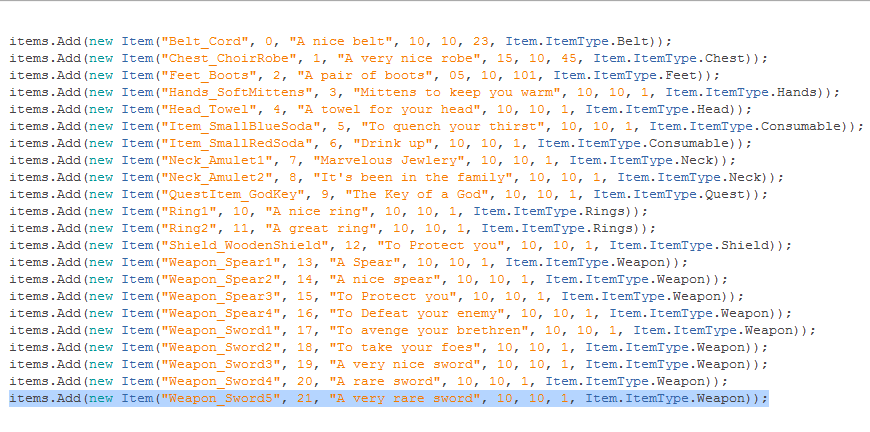 items.Add(new Item("Belt_Cord", 0, "A nice belt", 10, 10, 23, Item.ItemType.Belt));
items.Add(new Item("Chest_ChoirRobe", 1, "A very nice robe", 15, 10, 45, Item.ItemType.Chest));
items.Add(new Item("Feet_Boots", 2, "A pair of boots", 05, 10, 101, Item.ItemType.Feet));
items.Add(new Item("Hands_SoftMittens", 3, "Mittens to keep you warm", 10, 10, 1, Item.ItemType.Hands));
items.Add(new Item("Head_Towel", 4, "A towel for your head", 10, 10, 1, Item.ItemType.Head));
items.Add(new Item("Item_SmallBlueSoda", 5, "To quench your thirst", 10, 10, 1, Item.ItemType.Consumable));
items.Add(new Item("Item_SmallRedSoda", 6, "Drink up", 10, 10, 1, Item.ItemType.Consumable));
items.Add(new Item("Neck_Amulet1", 7, "Marvelous Jewlery", 10, 10, 1, Item.ItemType.Neck));
items.Add(new Item("Neck_Amulet2", 8, "It's been in the family", 10, 10, 1, Item.ItemType.Neck));
items.Add(new Item("QuestItem_GodKey", 9, "The Key of a God", 10, 10, 1, Item.ItemType.Quest));
items.Add(new Item("Ring1", 10, "A nice ring", 10, 10, 1, Item.ItemType.Rings));
items.Add(new Item("Ring2", 11, "A great ring", 10, 10, 1, Item.ItemType.Rings));
items.Add(new Item("Shield_WoodenShield", 12, "To Protect you", 10, 10, 1, Item.ItemType.Shield));
items.Add(new Item("Weapon_Spear1", 13, "A Spear", 10, 10, 1, Item.ItemType.Weapon));
items.Add(new Item("Weapon_Spear2", 14, "A nice spear", 10, 10, 1, Item.ItemType.Weapon));
items.Add(new Item("Weapon_Spear3", 15, "To Protect you", 10, 10, 1, Item.ItemType.Weapon));
items.Add(new Item("Weapon_Spear4", 16, "To Defeat your enemy", 10, 10, 1, Item.ItemType.Weapon));
items.Add(new Item("Weapon_Sword1", 17, "To avenge your brethren", 10, 10, 1, Item.ItemType.Weapon));
items.Add(new Item("Weapon_Sword2", 18, "To take your foes", 10, 10, 1, Item.ItemType.Weapon));
items.Add(new Item("Weapon_Sword3", 19, "A very nice sword", 10, 10, 1, Item.ItemType.Weapon));
items.Add(new Item("Weapon_Sword4", 20, "A rare sword", 10, 10, 1, Item.ItemType.Weapon));
items.Add(new Item("Weapon_Sword5", 21, "A very rare sword", 10, 10, 1, Item.ItemType.Weapon));